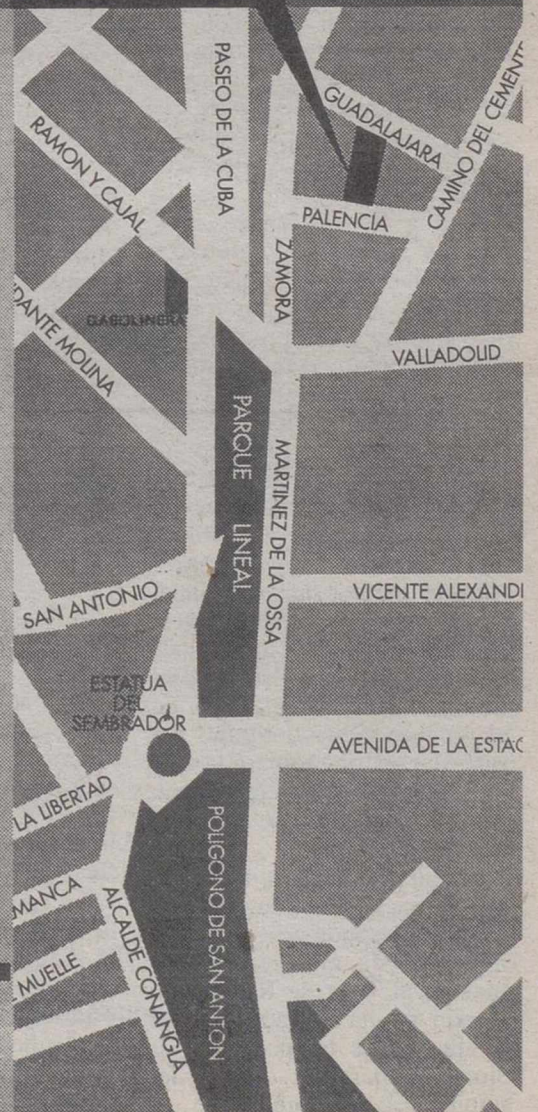 PASEO DE LA CUBA
GUADALAJARA
CAMINO DEL CEMENT
RAMON Y CAJAL
PALENCIA
ZAMORA
GASOLINERA
DANTE MOLINA
VALLADOLID
PARQUE LINEAL
MARTINEZ DE LA OSSA
VICENTE ALEXAND
SAN ANTONIO
ESTATUA
DEL
SEMBRADOR
AVENIDA DE LA ESTAC
LA LIBERTAD
POLIGONO DE SAN ANTON
MANCA
ALCALDE CONANGLA
MUELLE